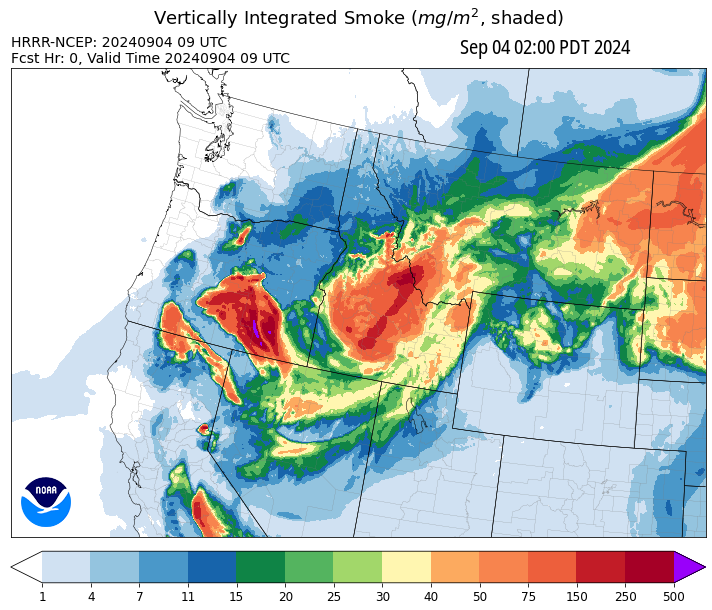 Vertically Integrated Smoke (mg/m², shaded)
HRRR-NCEP: 20240904 09 UTC
Sep 04 02:00 PDT 2024
Fcst Hr: 0, Valid Time 20240904 09 UTC
NOAA
1 4 7 11 15 20 25 30 40 50 75 150 250 500